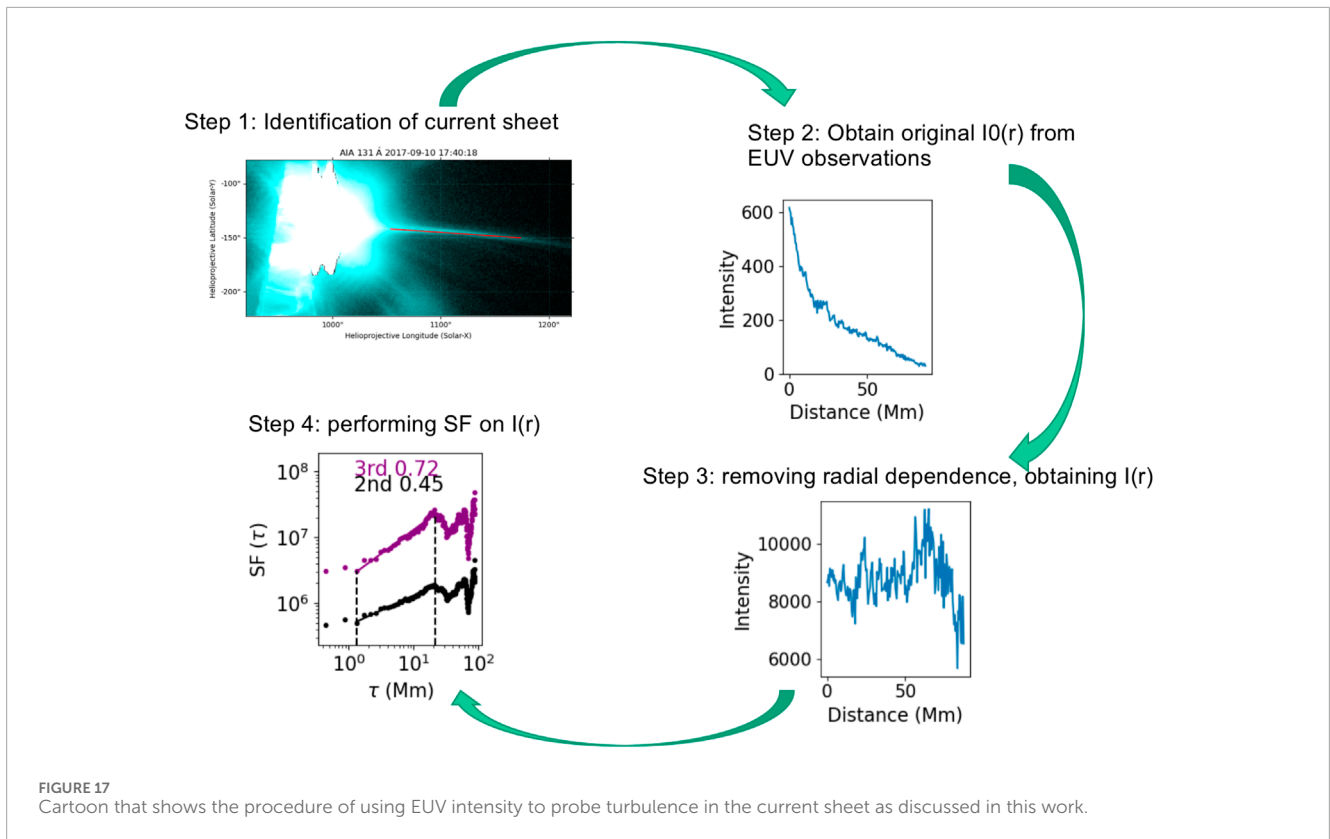 Step 1: Identification of current sheet
AIA 131 Å 2017-09-10 17:40:18
Helioprojective Latitude (Solar-Y)
-100"
-150"
-200"
1000"
1100"
1200"
Helioprojective Longitude (Solar-X)
Step 2: Obtain original I0(r) from
EUV observations
Intensity
600
400
200
0
0
50
Distance (Mm)
Step 3: removing radial dependence, obtaining I(r)
Intensity
10000
8000
6000
0
50
Distance (Mm)
Step 4: performing SF on I(r)
3rd 0.72
2nd 0.45
SF (τ)
10⁸
10⁷
10⁶
10⁰
10¹
10²
τ (Mm)
FIGURE 17
Cartoon that shows the procedure of using EUV intensity to probe turbulence in the current sheet as discussed in this work.